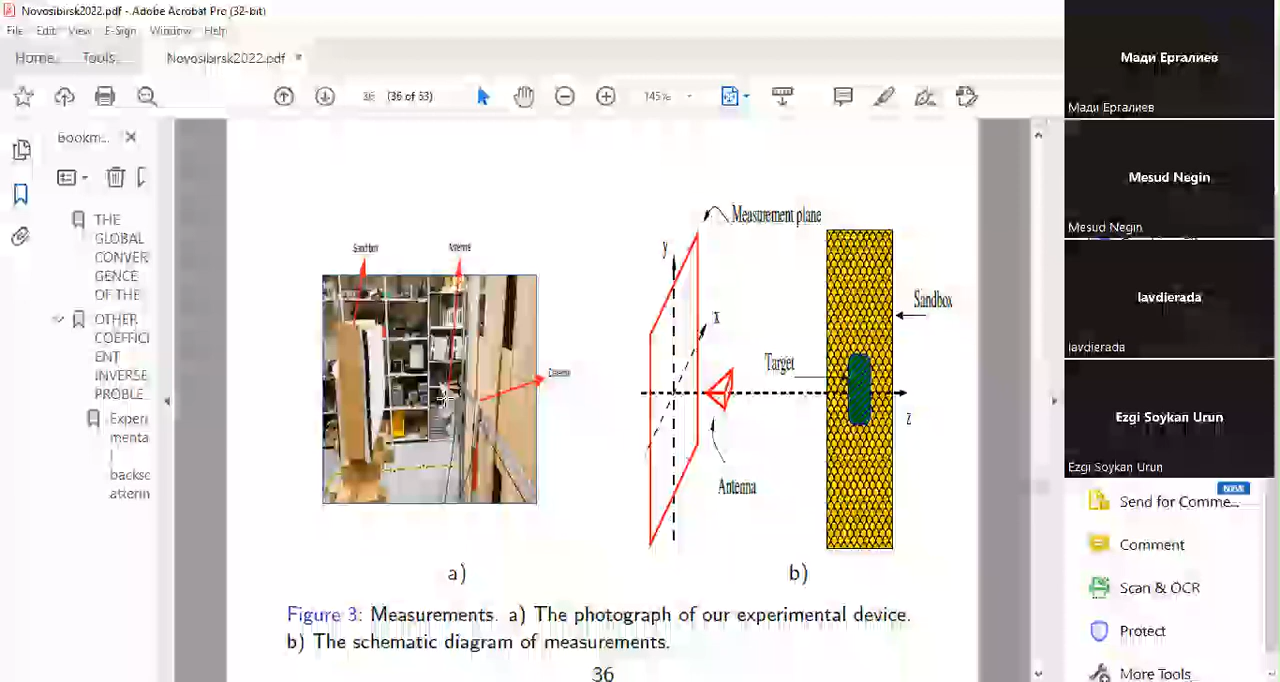 Novosibirsk2022.pdf - Adobe Acrobat Pro (32-bit)
File Edit View E-Sign Window Help
Home Tools Novosibirsk2022.pdf
36 (36 of 53) 145%
Bookm...
THE
GLOBAL
CONVER
GENCE
OF THE
OTHER
COEFFICI
ENT
INVERSE
PROBLE
Experi
menta
l
backsc
atterin
Sandbox
Antenna
Measurement plane
y
x
z
Sandbox
Target
Antenna
a)
b)
Figure 3: Measurements. a) The photograph of our experimental device.
b) The schematic diagram of measurements.
36
Мади Ергалиев
Мади Ергалиев
Mesud Negin
Mesud Negin
lavdierada
lavdierada
Ezgi Soykan Urun
Ezgi Soykan Urun
NEW
Send for Comme...
Comment
Scan & OCR
Protect
More Tools